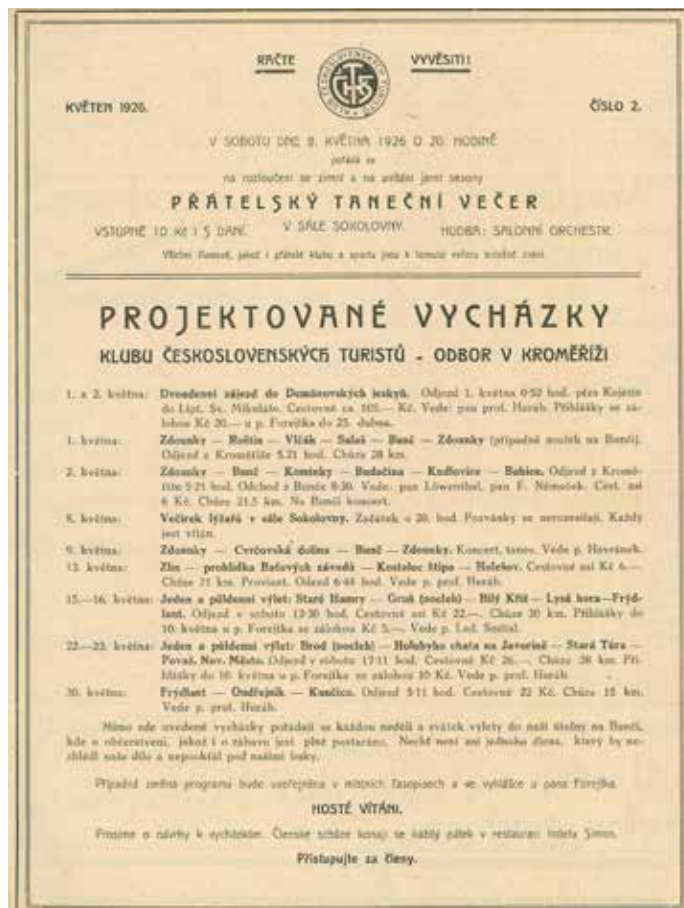 RAČTE VYVĚSITI!
KLUB ČESKOSLOVENSKÝCH TURISTŮ
KČST
KVĚTEN 1926. ČÍSLO 2.
V SOBOTU DNE 8. KVĚTNA 1926 O 20. HODINĚ
pořádá se
na rozloučení se zimní a na uvítání jarní sezony
PŘÁTELSKÝ TANEČNÍ VEČER
VSTUPNÉ 10 Kč I S DANÍ. V SÁLE SOKOLOVNY. HUDBA: SALONNÍ ORCHESTR.
Všichni členové, jakož i přátelé klubu a sportu jsou k tomuto večeru srdečně zváni
PROJEKTOVANÉ VYCHÁZKY
KLUBU ČESKOSLOVENSKÝCH TURISTŮ - ODBOR V KROMĚŘÍŽI
1. a 2. května: Dvoudenní zájezd do Demänovských jeskyň. Odjezd 1. května 0·52 hod. přes Kojetín
do Lipt. Sv. Mikuláše. Cestovné ca 105.— Kč. Vede: pan prof. Horáh. Přihlášky se zá-
lohou Kč 20.— u p. Forejtka do 25. dubna.
1. května: Zdounky — Roštín — Vlčák — Salaš — Bunč — Zdounky (případně nocleh na Bunči).
Odjezd z Kroměříže 5.21 hod. Chůze 28 km.
2. května: Zdounky — Bunč — Komínky — Budačina — Kudlovice — Babice. Odjezd z Kromě-
říže 5·21 hod. Odchod z Bunče 8·30. Vede: pan Löwenthal, pan F. Němeček. Cest. asi
6 Kč. Chůze 21.5 km. Na Bunči koncert.
8. května: Večírek lyžařů v sále Sokolovny. Začátek o 20. hod. Pozvánky se nerozesílají. Každý
jest vítán.
9. května: Zdounky — Cvrčovská dolina — Bunč — Zdounky. Koncert, tanec. Vede p. Havránek.
13. května: Zlín — prohlídka Baťových závodů — Kostelec Štípa — Holešov. Cestovné asi Kč 6.—
Chůze 21 km. Proviant. Odjezd 6·48 hod. Vede p. prof. Horáh.
15.—16. května: Jeden a půldenní výlet: Staré Hamry — Gruň (nocleh) — Bílý Kříž — Lysá hora—Frýd-
lant. Odjezd v sobotu 13·30 hod. Cestovné asi Kč 22.—. Chůze 30 km. Přihlášky do
10. května u p. Forejtka se zálohou Kč 5.—. Vede p. Lad.
22.—23. května: Jeden a půldenní výlet: Brod (nocleh) — Holubyho chata na Javorině — Stará Túra —
Považ. Nov. Město. Odjezd v sobotu 17·11 hod. Cestovné Kč 26.—. Chůze 28 km. Při-
hlášky do 10. května u p. Forejtka se zálohou 10 Kč. Vede p. prof. Horáh.
30. května: Frýdlant — Ondřejník — Kunčice. Odjezd 5·11 hod. Cestovné 22 Kč. Chůze 15 km.
Vede p. prof. Horáh.
Mimo zde uvedené vycházky pořádají se každou neděli a svátek výlety do naší útulny na Bunči,
kde o občerstvení, jakož i o zábavu jest plně postaráno. Nechť není ani jednoho člena, který by ne-
shlédl naše dílo a nepookřál pod našimi buky.
Případná změna programu bude uveřejněna v místních časopisech a ve vyhlášce u pana Forejtka.
HOSTÉ VÍTÁNI.
Prosíme o návrhy k vycházkám. Členské schůze konají se každý pátek v restauraci hotelu Simon.
Přistupujte za členy.